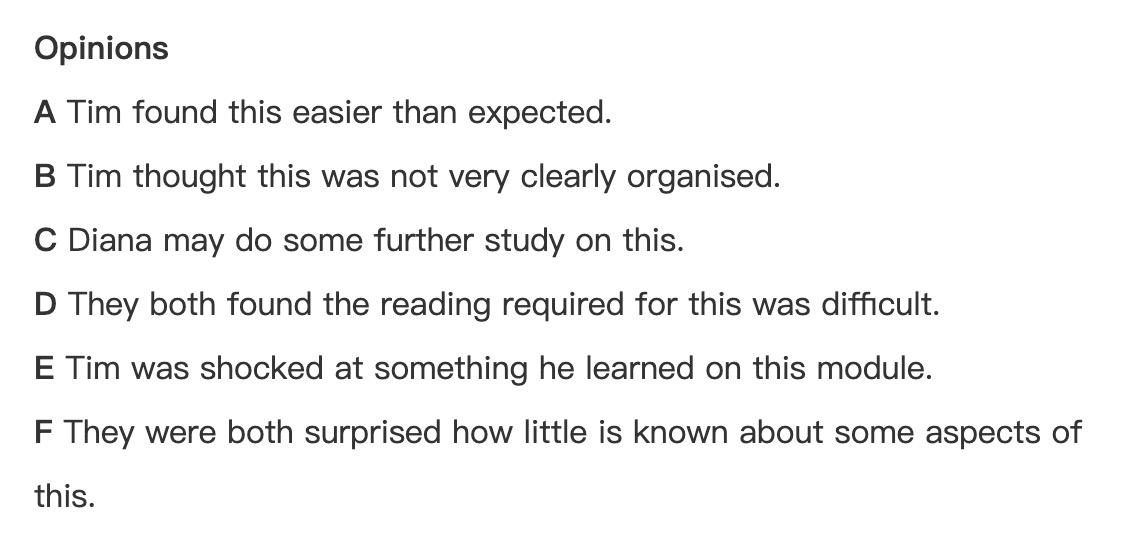 Opinions
A Tim found this easier than expected.
B Tim thought this was not very clearly organised.
C Diana may do some further study on this.
D They both found the reading required for this was difficult.
E Tim was shocked at something he learned on this module.
F They were both surprised how little is known about some aspects of
this.